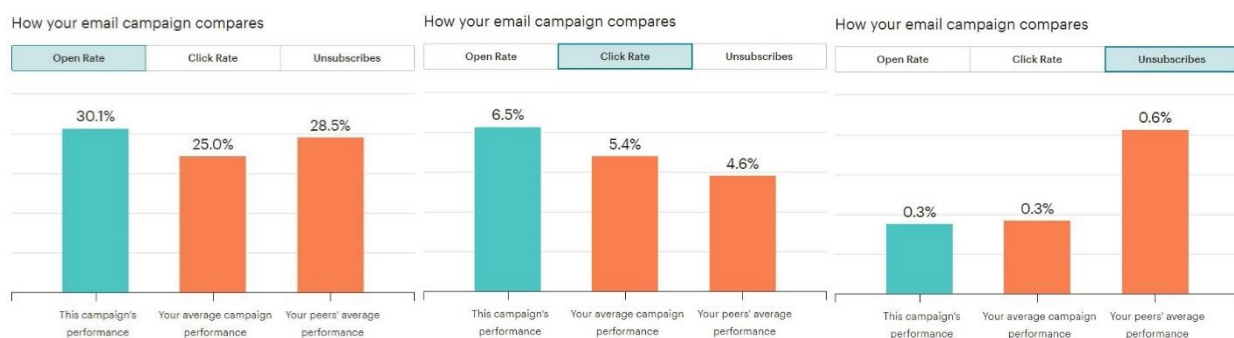 How your email campaign compares
Open Rate Click Rate Unsubscribes
30.1%
25.0%
28.5%
This campaign's performance
Your average campaign performance
Your peers' average performance
How your email campaign compares
Open Rate Click Rate Unsubscribes
6.5%
5.4%
4.6%
This campaign's performance
Your average campaign performance
Your peers' average performance
How your email campaign compares
Open Rate Click Rate Unsubscribes
0.3%
0.3%
0.6%
This campaign's performance
Your average campaign performance
Your peers' average performance